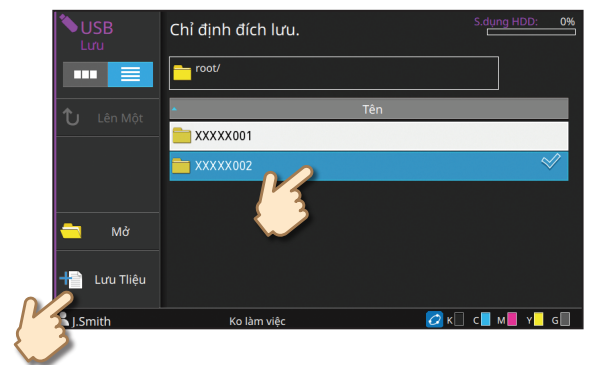 USB
Lưu
Chỉ định đích lưu.
S.dụng HDD: 0%
root/
Lên Một
Tên
XXXXX001
XXXXX002
Mở
Lưu Tliệu
J.Smith
Ko làm việc
K C M Y G